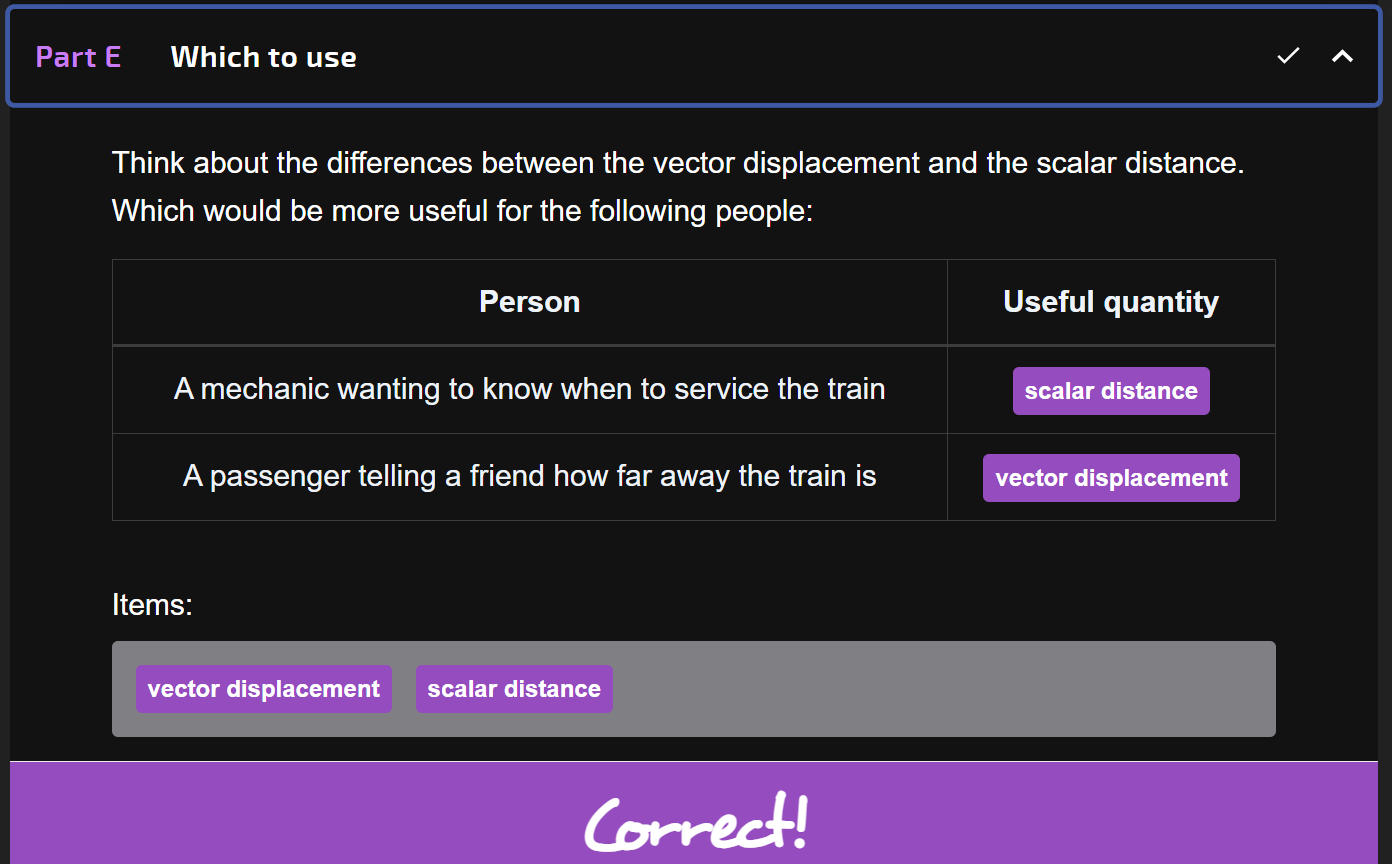 Part E Which to use
Think about the differences between the vector displacement and the scalar distance.
Which would be more useful for the following people:
Person Useful quantity
A mechanic wanting to know when to service the train scalar distance
A passenger telling a friend how far away the train is vector displacement
Items:
vector displacement scalar distance
Correct!